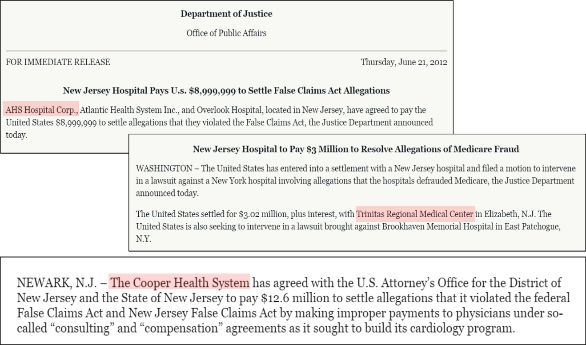 Department of Justice
Office of Public Affairs
FOR IMMEDIATE RELEASE Thursday, June 21, 2012
New Jersey Hospital Pays U.s. $8,999,999 to Settle False Claims Act Allegations
AHS Hospital Corp., Atlantic Health System Inc., and Overlook Hospital, located in New Jersey, have agreed to pay the
United States $8,999,999 to settle allegations that they violated the False Claims Act, the Justice Department announced
today.
New Jersey Hospital to Pay $3 Million to Resolve Allegations of Medicare Fraud
WASHINGTON – The United States has entered into a settlement with a New Jersey hospital and filed a motion to intervene
in a lawsuit against a New York hospital involving allegations that the hospitals defrauded Medicare, the Justice Department
announced today.
The United States settled for $3.02 million, plus interest, with Trinitas Regional Medical Center in Elizabeth, N.J. The
United States is also seeking to intervene in a lawsuit brought against Brookhaven Memorial Hospital in East Patchogue,
N.Y.
NEWARK, N.J. – The Cooper Health System has agreed with the U.S. Attorney's Office for the District of
New Jersey and the State of New Jersey to pay $12.6 million to settle allegations that it violated the federal
False Claims Act and New Jersey False Claims Act by making improper payments to physicians under so-
called “consulting” and “compensation” agreements as it sought to build its cardiology program.